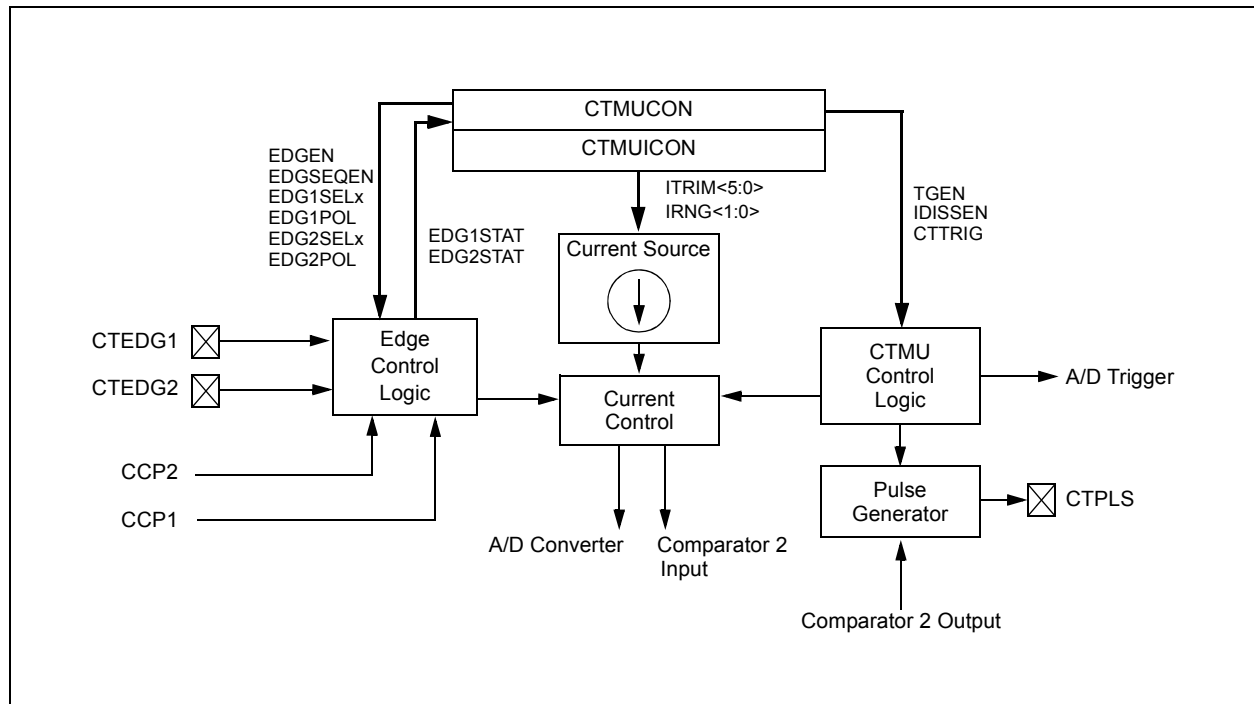 CTMUCON
CTMUICON
EDGEN
EDGSEQEN
EDG1SELx
EDG1POL
EDG2SELx
EDG2POL
EDG1STAT
EDG2STAT
ITRIM<5:0>
IRNG<1:0>
TGEN
IDISSEN
CTTRIG
Current Source
CTEDG1
CTEDG2
Edge
Control
Logic
Current
Control
CTMU
Control
Logic
A/D Trigger
CCP2
CCP1
Pulse
Generator
CTPLS
A/D Converter
Comparator 2
Input
Comparator 2 Output